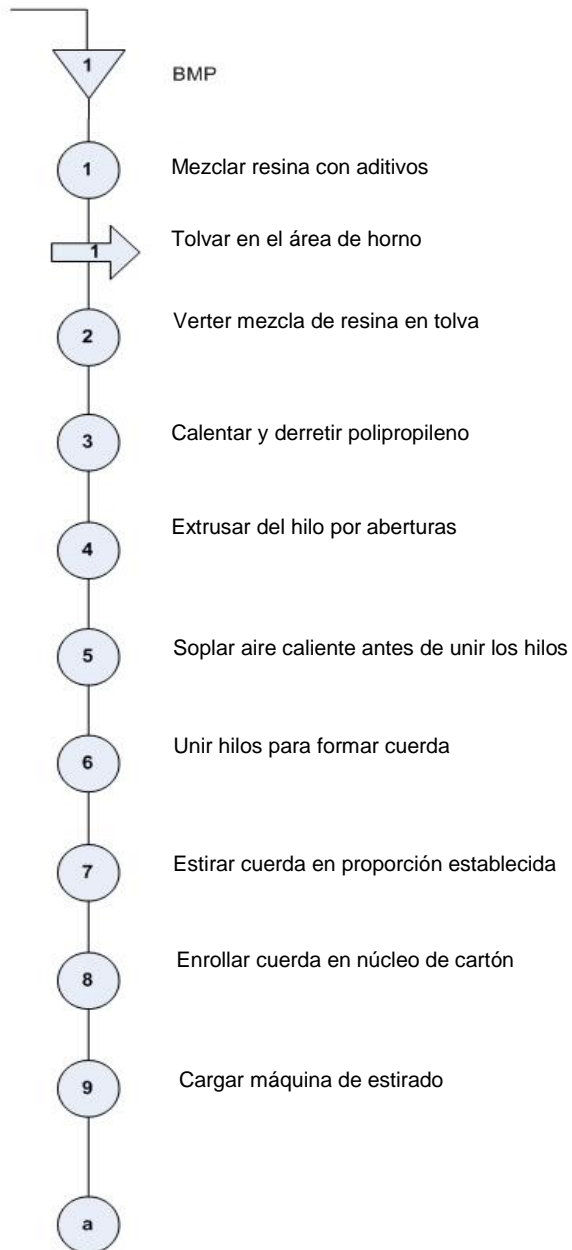 1 BMP
1 Mezclar resina con aditivos
1 Tolvar en el área de horno
2 Verter mezcla de resina en tolva
3 Calentar y derretir polipropileno
4 Extrusar del hilo por aberturas
5 Soplar aire caliente antes de unir los hilos
6 Unir hilos para formar cuerda
7 Estirar cuerda en proporción establecida
8 Enrollar cuerda en núcleo de cartón
9 Cargar máquina de estirado
a